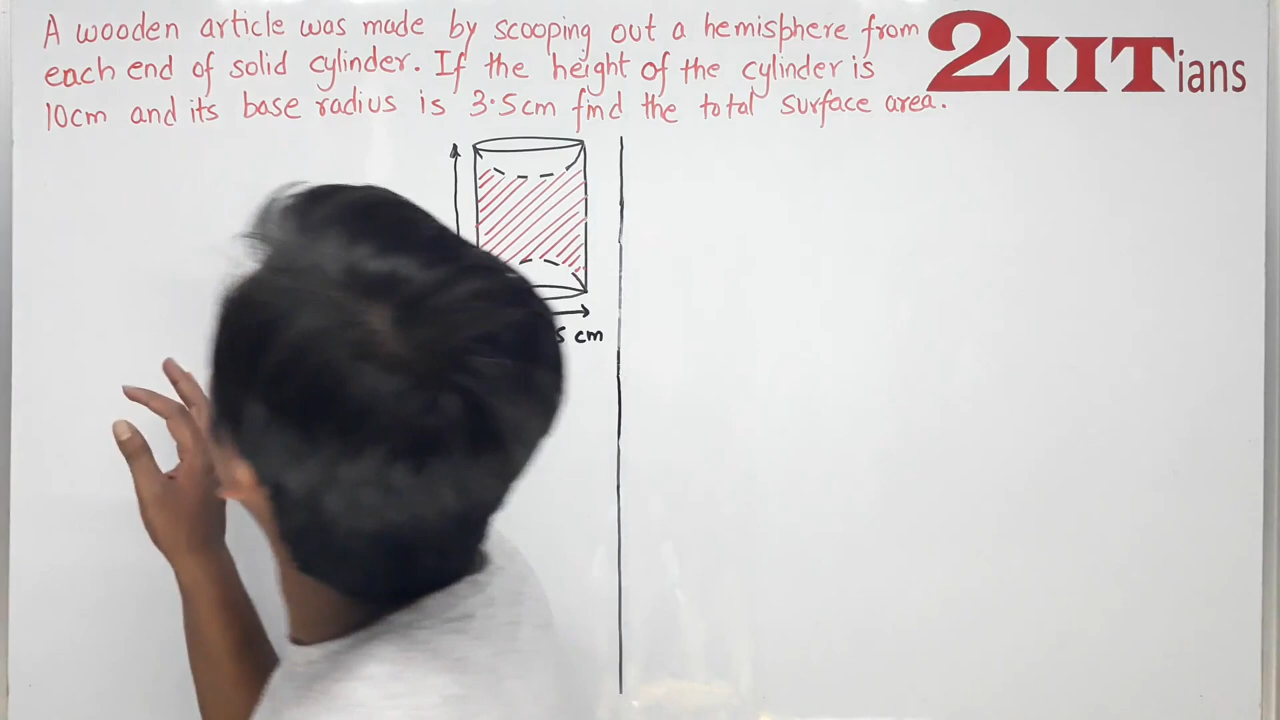 A wooden article was made by scooping out a hemisphere from
each end of solid cylinder. If the height of the cylinder is
10cm and its base radius is 3.5cm find the total surface area.
2IITians
5 cm